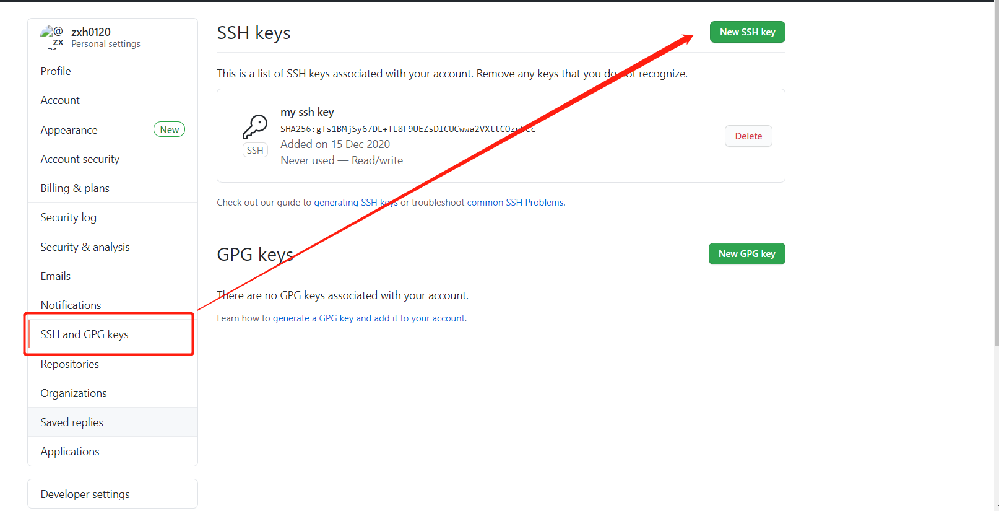 @
zx
zxh0120
Personal settings
Profile
Account
Appearance New
Account security
Billing & plans
Security log
Security & analysis
Emails
Notifications
SSH and GPG keys
Repositories
Organizations
Saved replies
Applications
Developer settings
SSH keys
New SSH key
This is a list of SSH keys associated with your account. Remove any keys that you do not recognize.
my ssh key
SSH
Added on 15 Dec 2020
Never used — Read/write
Delete
Check out our guide to generating SSH keys or troubleshoot common SSH Problems.
GPG keys
New GPG key
There are no GPG keys associated with your account.
Learn how to generate a GPG key and add it to your account.